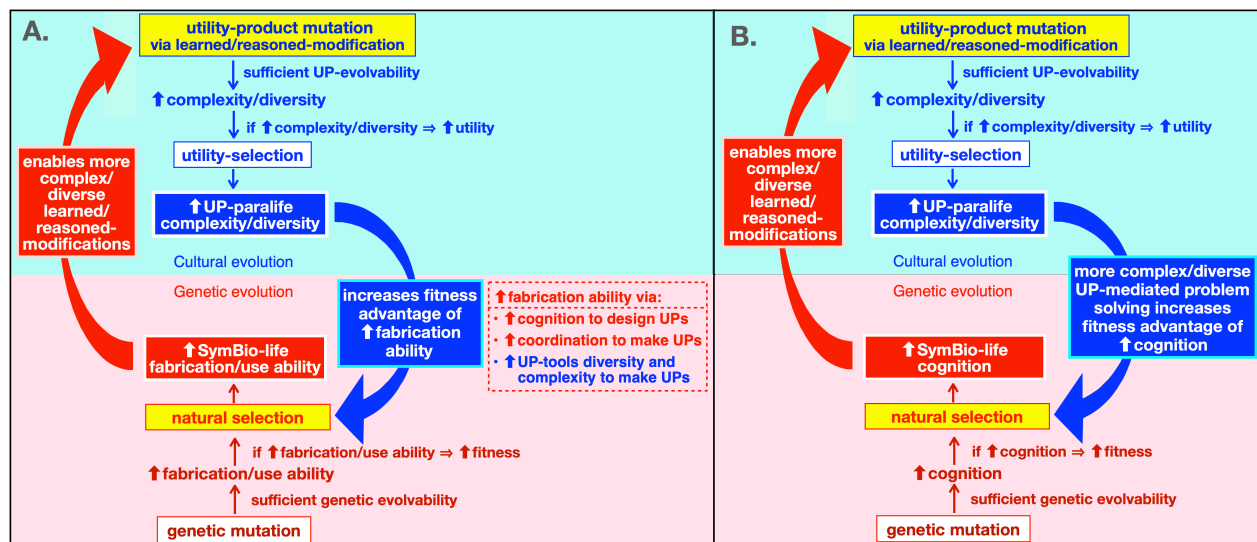 A.
utility-product mutation
via learned/reasoned-modification
sufficient UP-evolvability
⬆complexity/diversity
if ⬆complexity/diversity ⇒ ⬆utility
utility-selection
⬆UP-paralife
complexity/diversity
enables more
complex/
diverse
learned/
reasoned-
modifications
Cultural evolution
Genetic evolution
increases fitness
advantage of
⬆fabrication
ability
⬆fabrication ability via:
· ⬆cognition to design UPs
· ⬆coordination to make UPs
· ⬆UP-tools diversity and
complexity to make UPs
⬆SymBio-life
fabrication/use ability
natural selection
if ⬆fabrication/use ability ⇒ ⬆fitness
⬆fabrication/use ability
sufficient genetic evolvability
genetic mutation
B.
utility-product mutation
via learned/reasoned-modification
sufficient UP-evolvability
⬆complexity/diversity
if ⬆complexity/diversity ⇒ ⬆utility
utility-selection
⬆UP-paralife
complexity/diversity
enables more
complex/
diverse
learned/
reasoned-
modifications
Cultural evolution
Genetic evolution
more complex/diverse
UP-mediated problem
solving increases
fitness advantage of
⬆cognition
⬆SymBio-life
cognition
natural selection
if ⬆cognition ⇒ ⬆fitness
⬆cognition
sufficient genetic evolvability
genetic mutation